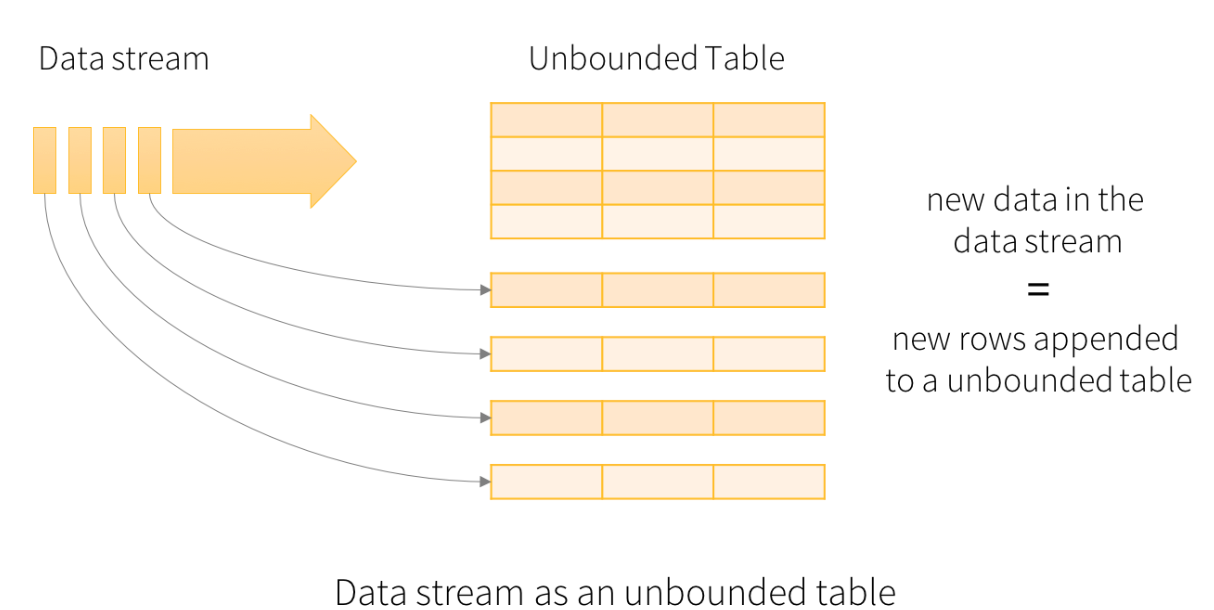 Data stream
Unbounded Table
new data in the
data stream
=
new rows appended
to a unbounded table
Data stream as an unbounded table